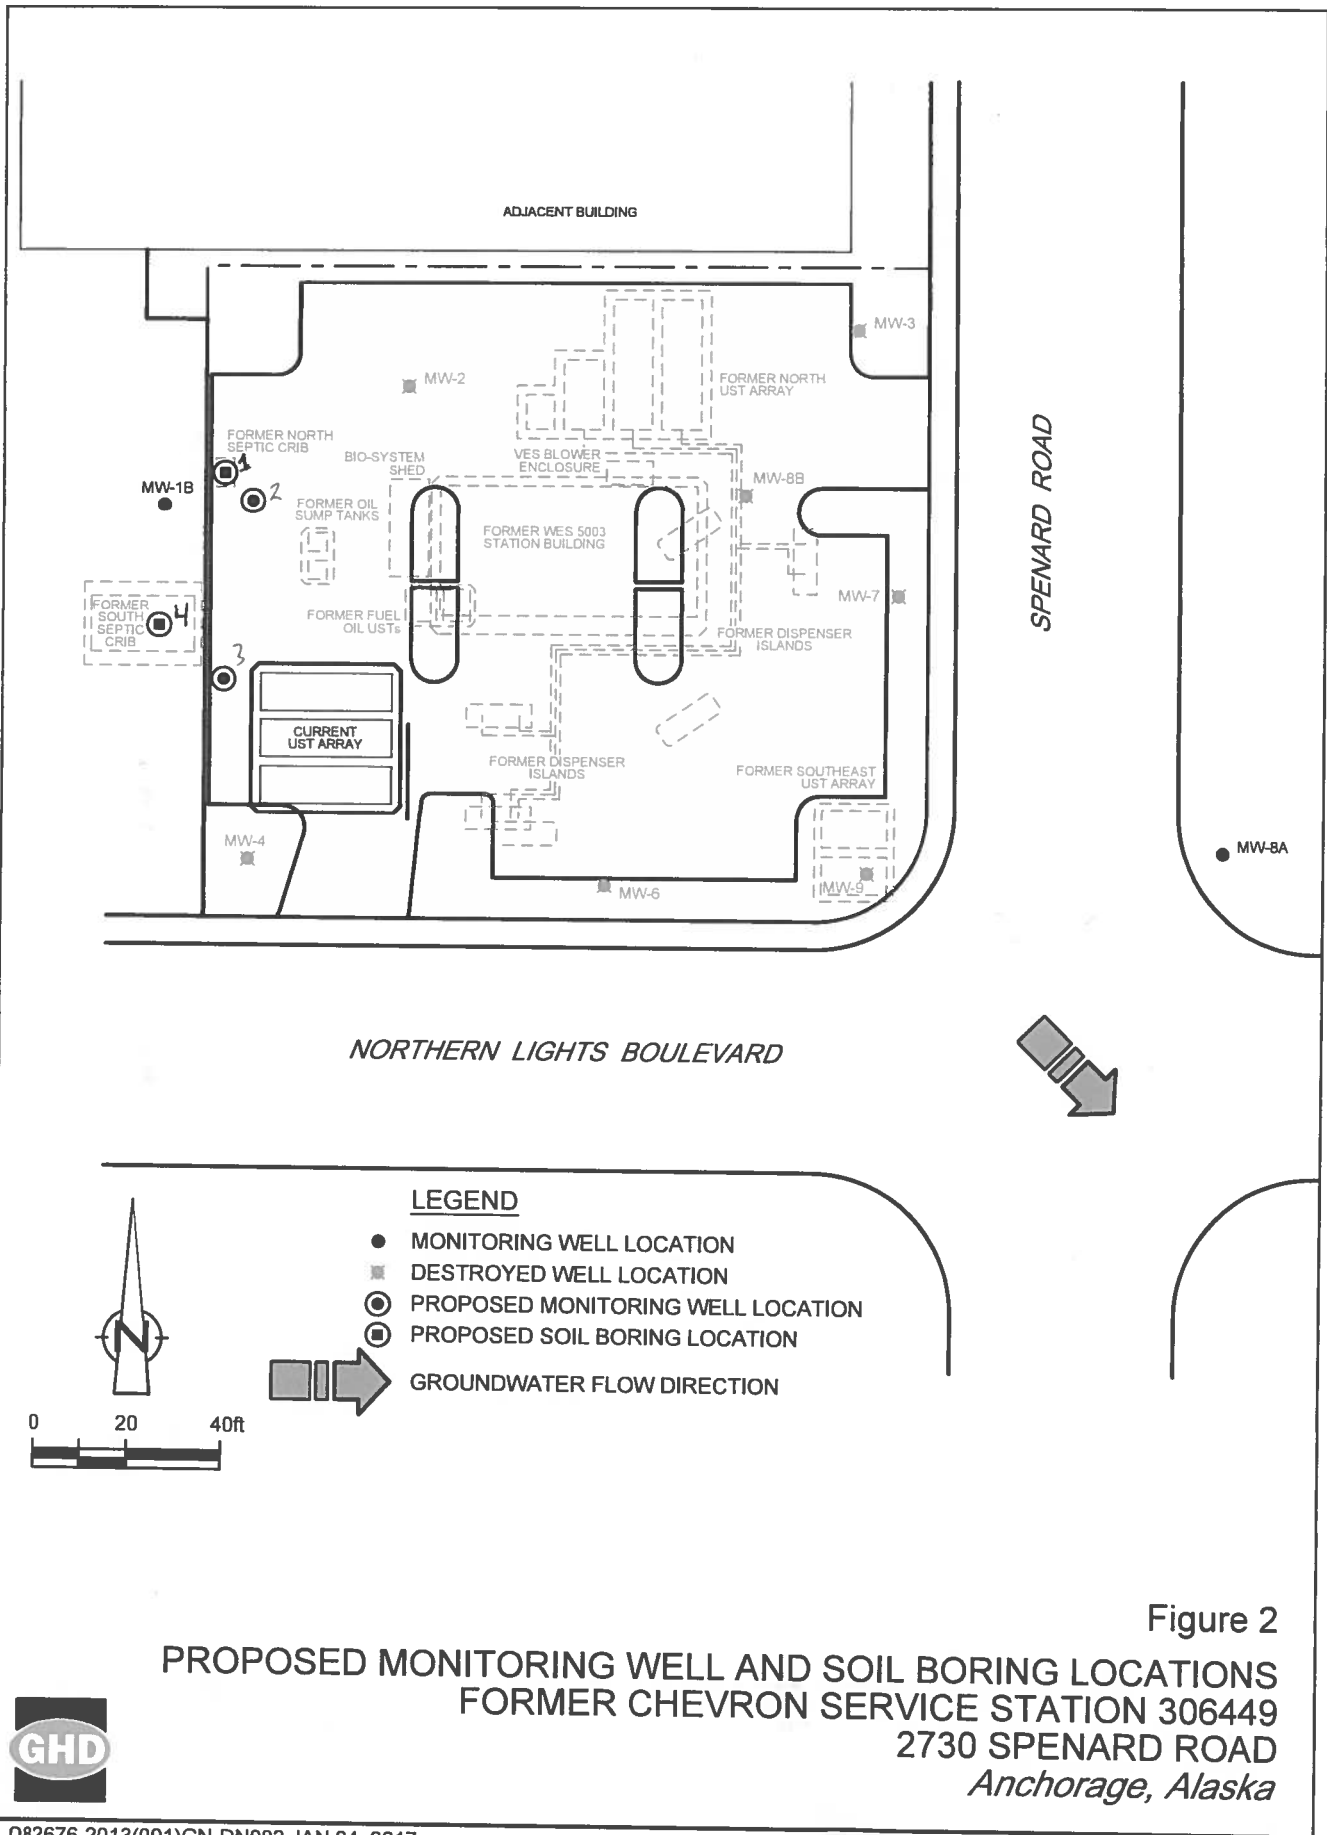 ADJACENT BUILDING
MW-3
MW-2
FORMER NORTH
UST ARRAY
FORMER NORTH
SEPTIC CRIB
1
BIO-SYSTEM
SHED
VES BLOWER
ENCLOSURE
MW-8B
MW-1B
2
FORMER OIL
SUMP TANKS
FORMER WES 5003
STATION BUILDING
SPENARD ROAD
MW-7
FORMER
SOUTH
SEPTIC
CRIB
4
FORMER FUEL
OIL USTs
FORMER DISPENSER
ISLANDS
3
CURRENT
UST ARRAY
FORMER DISPENSER
ISLANDS
FORMER SOUTHEAST
UST ARRAY
MW-4
MW-8A
MW-6
MW-9
NORTHERN LIGHTS BOULEVARD
LEGEND
MONITORING WELL LOCATION
DESTROYED WELL LOCATION
PROPOSED MONITORING WELL LOCATION
PROPOSED SOIL BORING LOCATION
GROUNDWATER FLOW DIRECTION
N
0 20 40ft
Figure 2
PROPOSED MONITORING WELL AND SOIL BORING LOCATIONS
FORMER CHEVRON SERVICE STATION 306449
2730 SPENARD ROAD
Anchorage, Alaska
GHD